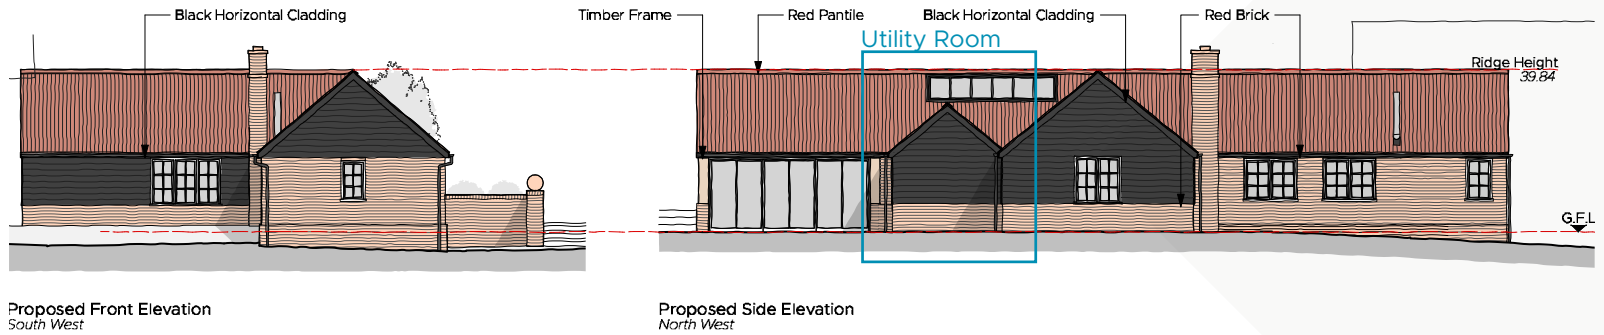 Black Horizontal Cladding
Timber Frame
Red Pantile
Black Horizontal Cladding
Red Brick
Utility Room
Ridge Height
39.84
G.F.L
Proposed Front Elevation
South West
Proposed Side Elevation
North West